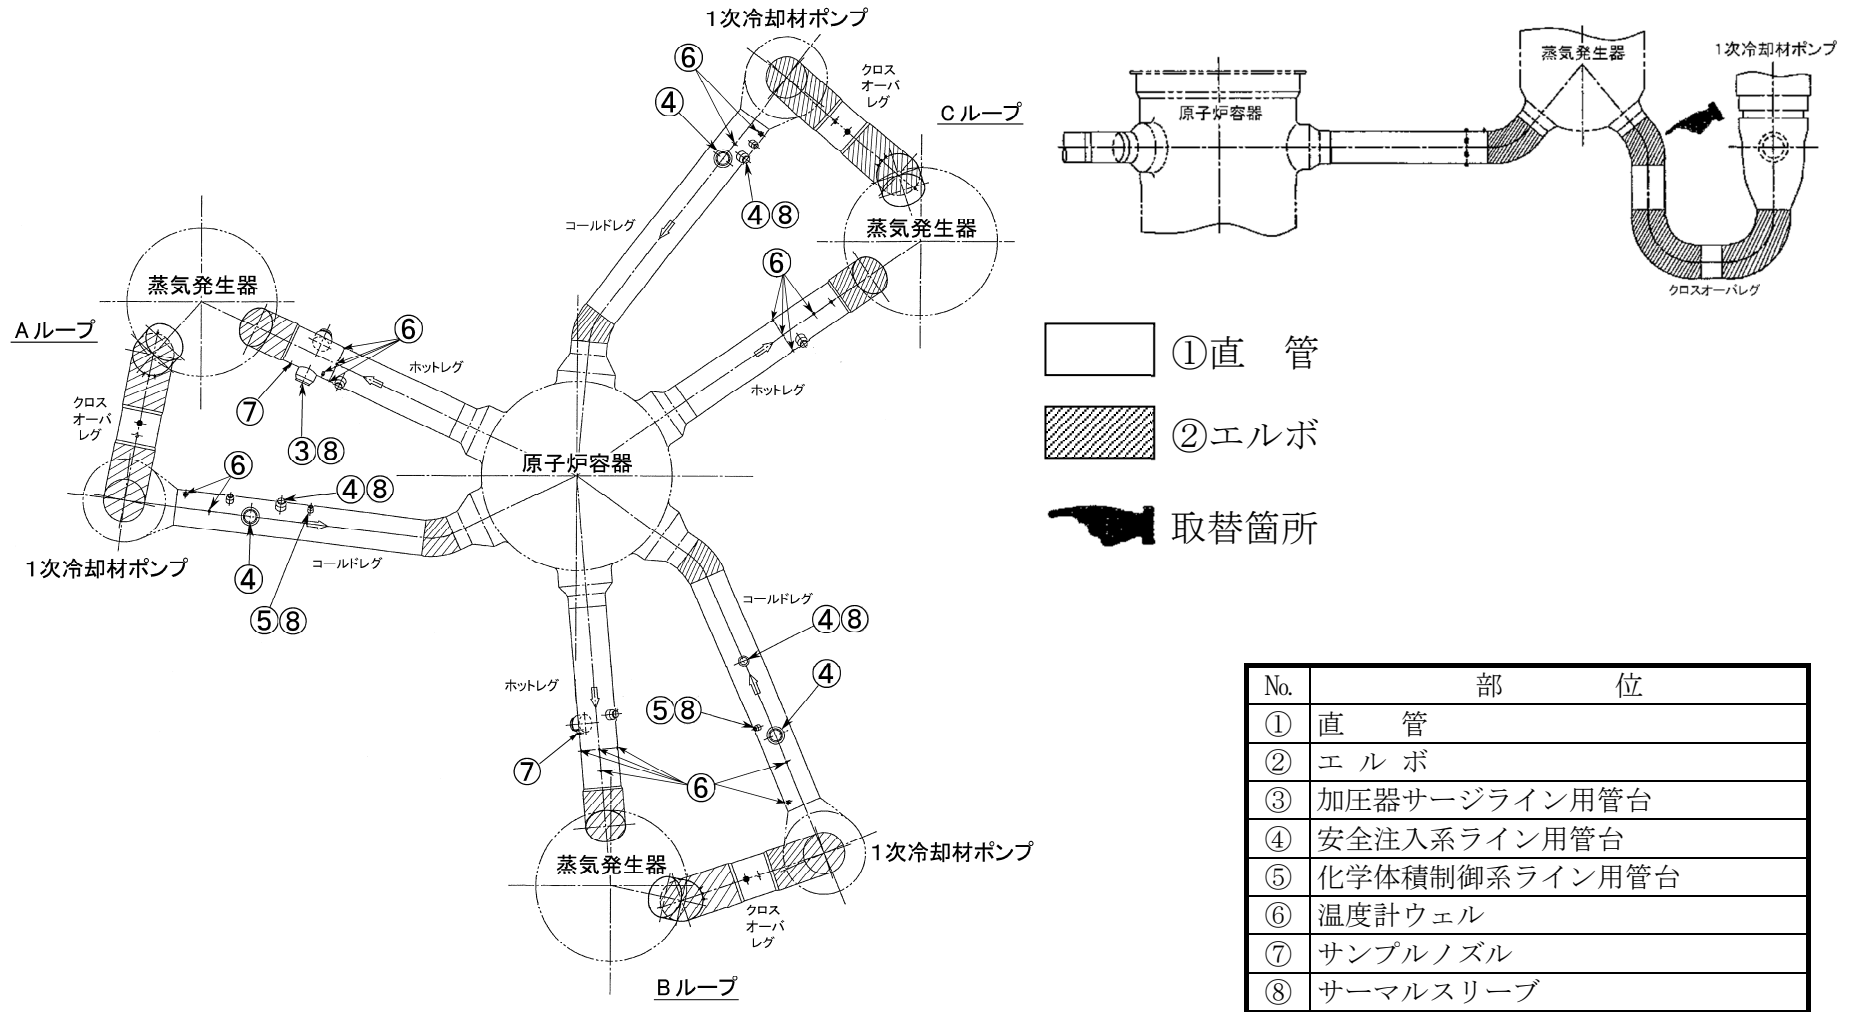 1次冷却材ポンプ
⑥
クロス
オーバ
レグ
④
Cループ
④⑧
コールドレグ
蒸気発生器
⑥
ホットレグ
蒸気発生器
Aループ
⑥
ホットレグ
クロス
オーバ
レグ
⑦
③⑧
原子炉容器
⑥
④⑧
④
コールドレグ
1次冷却材ポンプ
⑤⑧
コールドレグ
④⑧
ホットレグ
④
⑤⑧
⑦
⑥
蒸気発生器
1次冷却材ポンプ
クロス
オーバ
レグ
Bループ
蒸気発生器
1次冷却材ポンプ
原子炉容器
クロスオーバレグ
①直　管
②エルボ
取替箇所
№ 部　位
① 直　管
② エ ル ボ
③ 加圧器サージライン用管台
④ 安全注入系ライン用管台
⑤ 化学体積制御系ライン用管台
⑥ 温度計ウェル
⑦ サンプルノズル
⑧ サーマルスリーブ